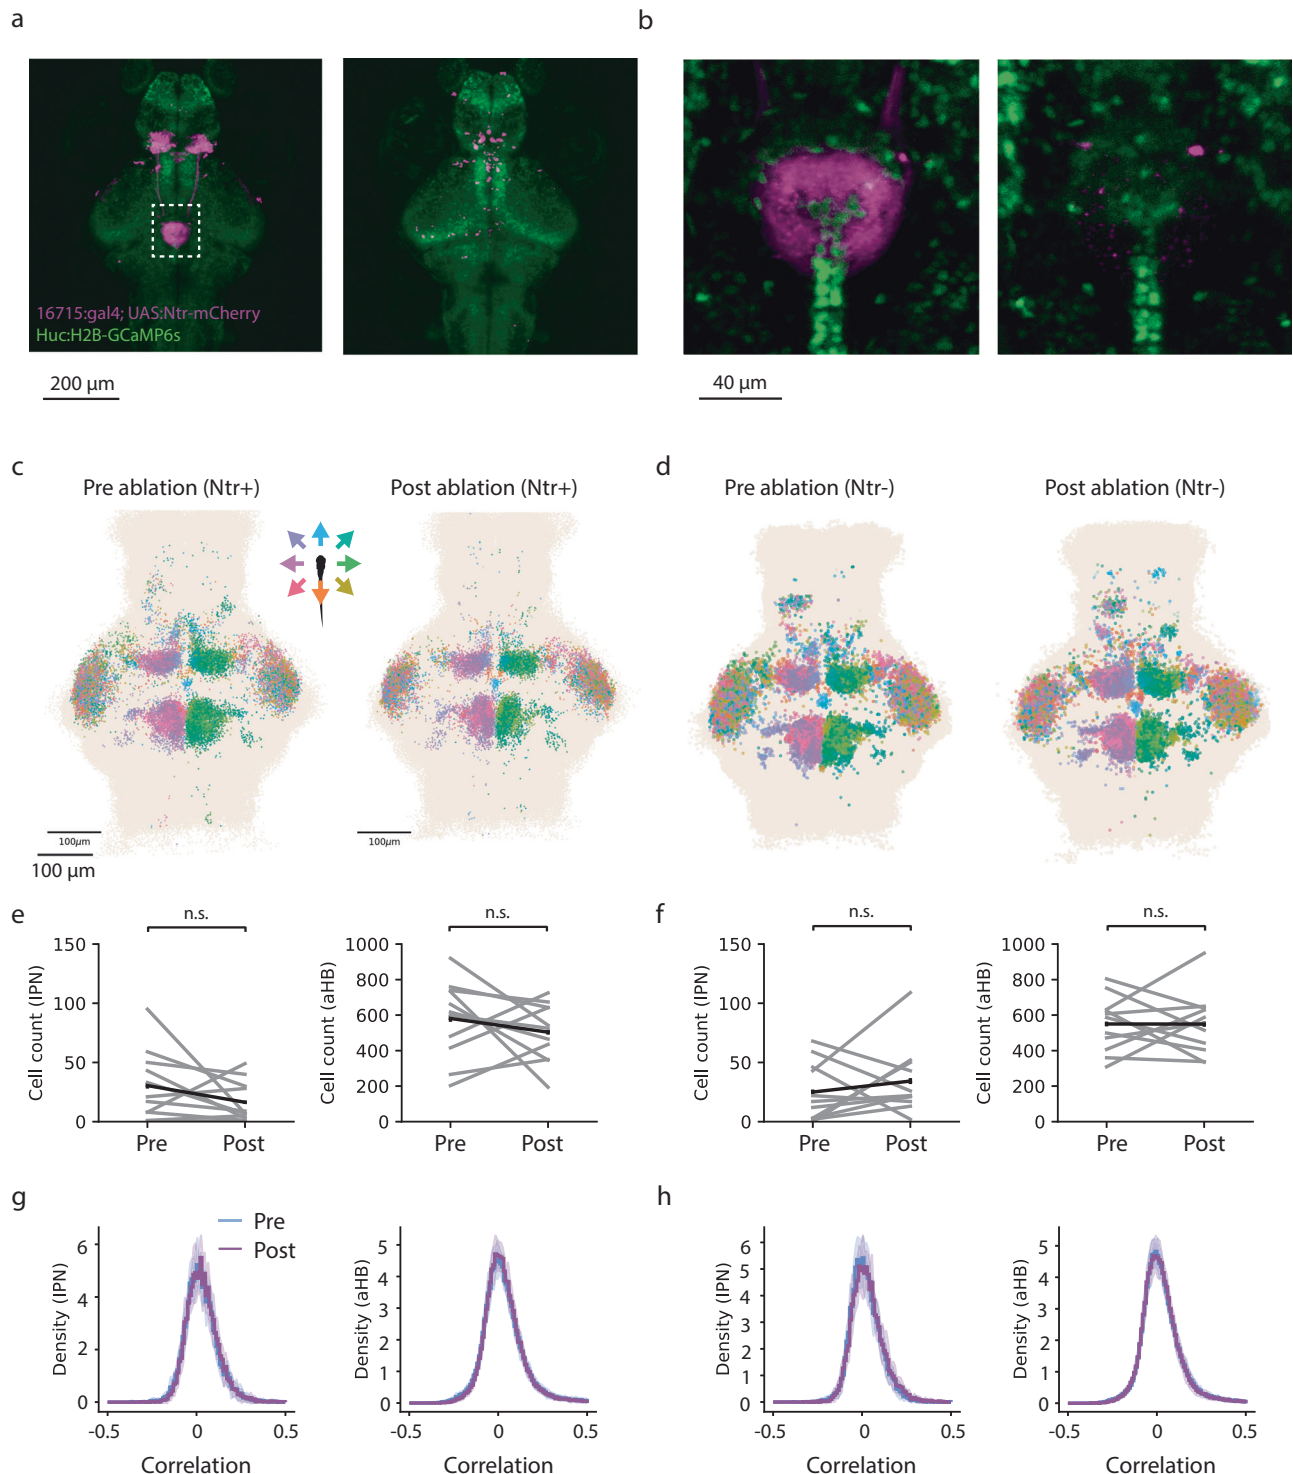 a
b
16715:gal4; UAS:Ntr-mCherry
Huc:H2B-GCaMP6s
200 µm
40 µm
c
Pre ablation (Ntr+)
Post ablation (Ntr+)
d
Pre ablation (Ntr-)
Post ablation (Ntr-)
100µm
100µm
100 µm
e
n.s.
n.s.
f
n.s.
n.s.
Cell count (IPN)
150
100
50
0
Pre
Post
Cell count (aHB)
1000
800
600
400
200
0
Pre
Post
Cell count (IPN)
150
100
50
0
Pre
Post
Cell count (aHB)
1000
800
600
400
200
0
Pre
Post
g
Pre
Post
h
Density (IPN)
6
4
2
0
-0.5
0
0.5
Correlation
Density (aHB)
5
4
3
2
1
0
-0.5
0
0.5
Correlation
Density (IPN)
6
5
4
3
2
1
0
-0.5
0
0.5
Correlation
Density (aHB)
5
4
3
2
1
0
-0.5
0
0.5
Correlation